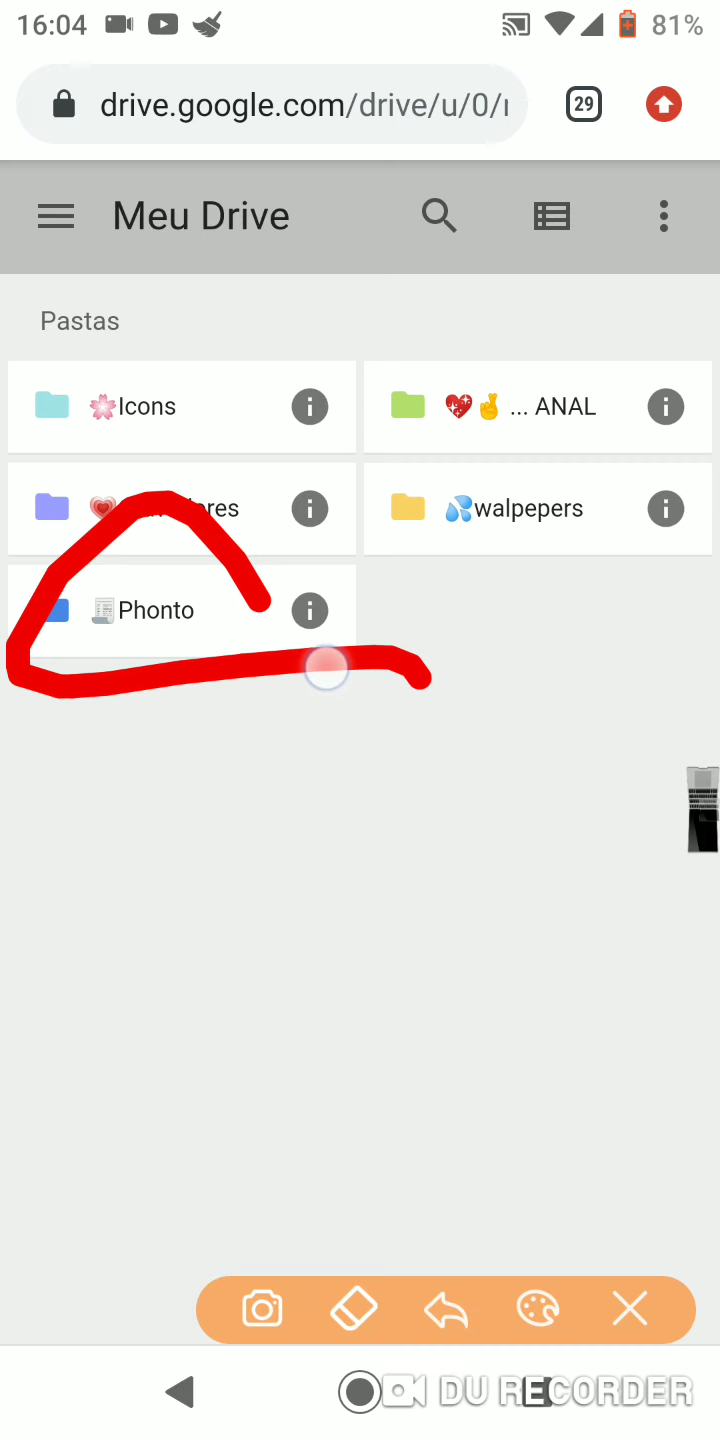 16:04 81%
drive.google.com/drive/u/0/ 29
Meu Drive
Pastas
🌸Icons
💖🤞 ... ANAL
💦walpepers
🧾Phonto
DU RECORDER